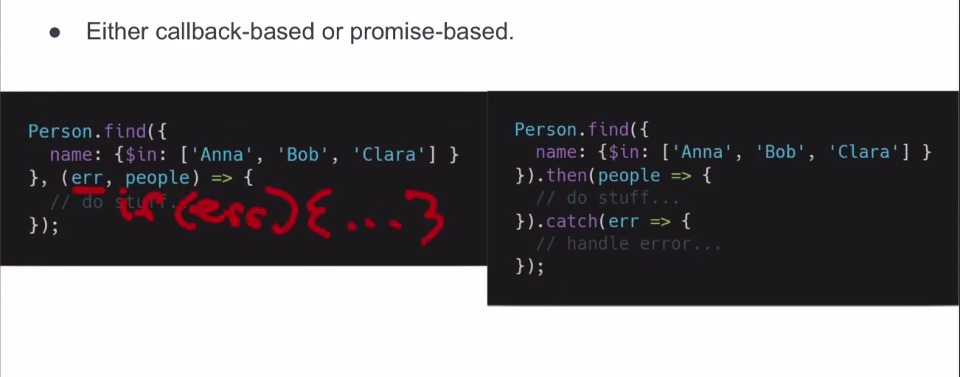 ● Either callback-based or promise-based.
Person.find({
  name: {$in: ['Anna', 'Bob', 'Clara'] }
}, (err, people) => {
  // do stuff...
if(err){...}
});
Person.find({
  name: {$in: ['Anna', 'Bob', 'Clara'] }
}).then(people => {
  // do stuff...
}).catch(err => {
  // handle error...
});